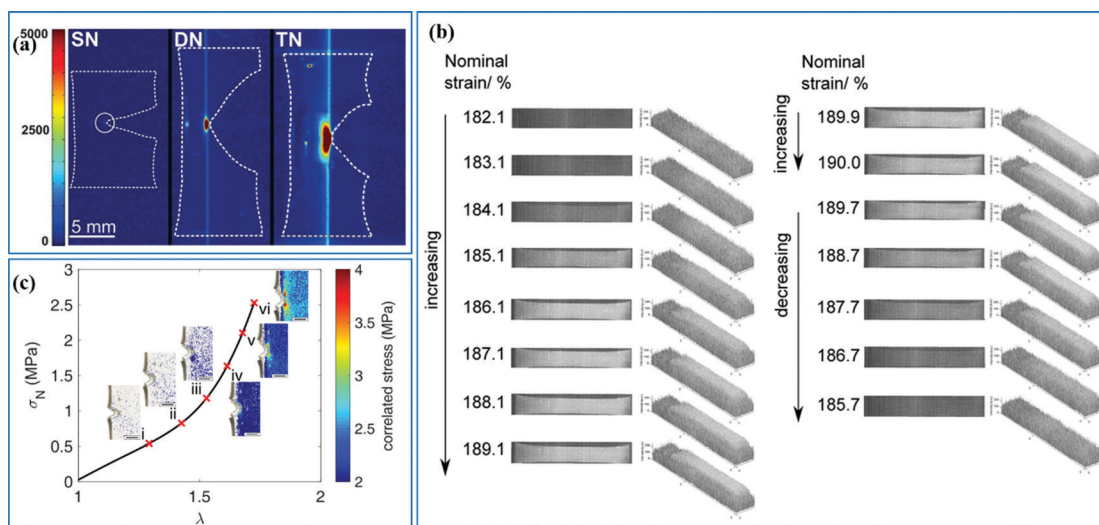 (a)
5000
2500
0
SN
DN
TN
5 mm
(b)
Nominal
strain/ %
increasing
182.1
183.1
184.1
185.1
186.1
187.1
188.1
189.1
Nominal
strain/ %
increasing
189.9
190.0
decreasing
189.7
188.7
187.7
186.7
185.7
(c)
3
2.5
2
1.5
1
0.5
0
σN (MPa)
1
1.5
2
λ
i
ii
iii
iv
v
vi
4
3.5
3
2.5
2
correlated stress (MPa)